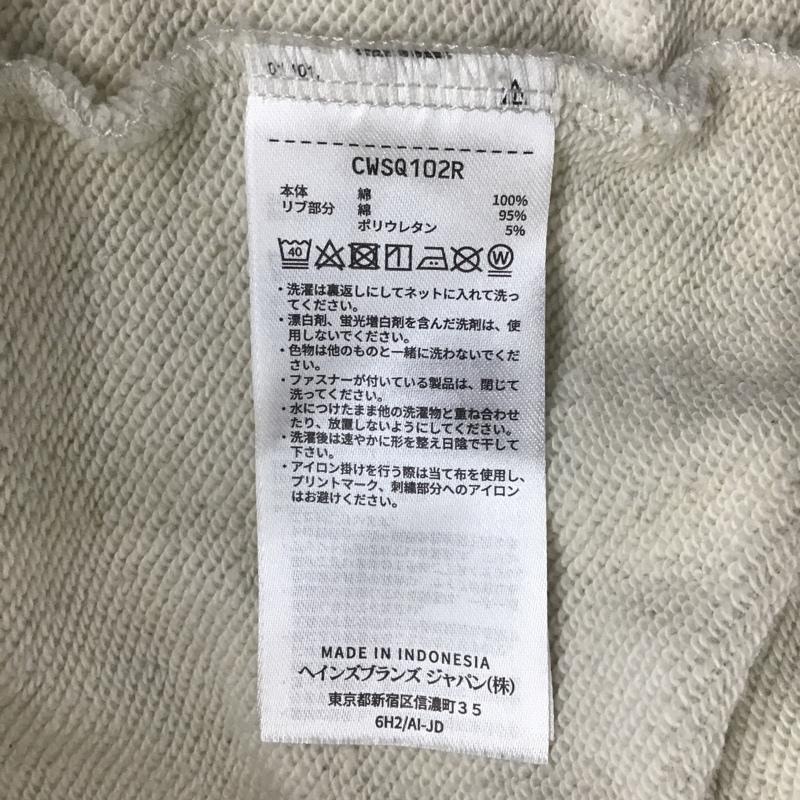 CWSQ102R
本体 綿 100%
リブ部分 綿 95%
ポリウレタン 5%
40
W
・洗濯は裏返しにしてネットに入れて洗っ
てください。
・漂白剤、蛍光増白剤を含んだ洗剤は、使
用しないでください。
・色物は他のものと一緒に洗わないでくだ
さい。
・ファスナーが付いている製品は、閉じて
洗ってください。
・水につけたまま他の洗濯物と重ね合わせ
たり、放置しないようにしてください。
・洗濯後は速やかに形を整え日陰で干して
下さい。
・アイロン掛けを行う際は当て布を使用し、
プリントマーク、刺繍部分へのアイロン
はお避けください。
MADE IN INDONESIA
ヘインズブランズ ジャパン(株)
東京都新宿区信濃町35
6H2/AI-JD